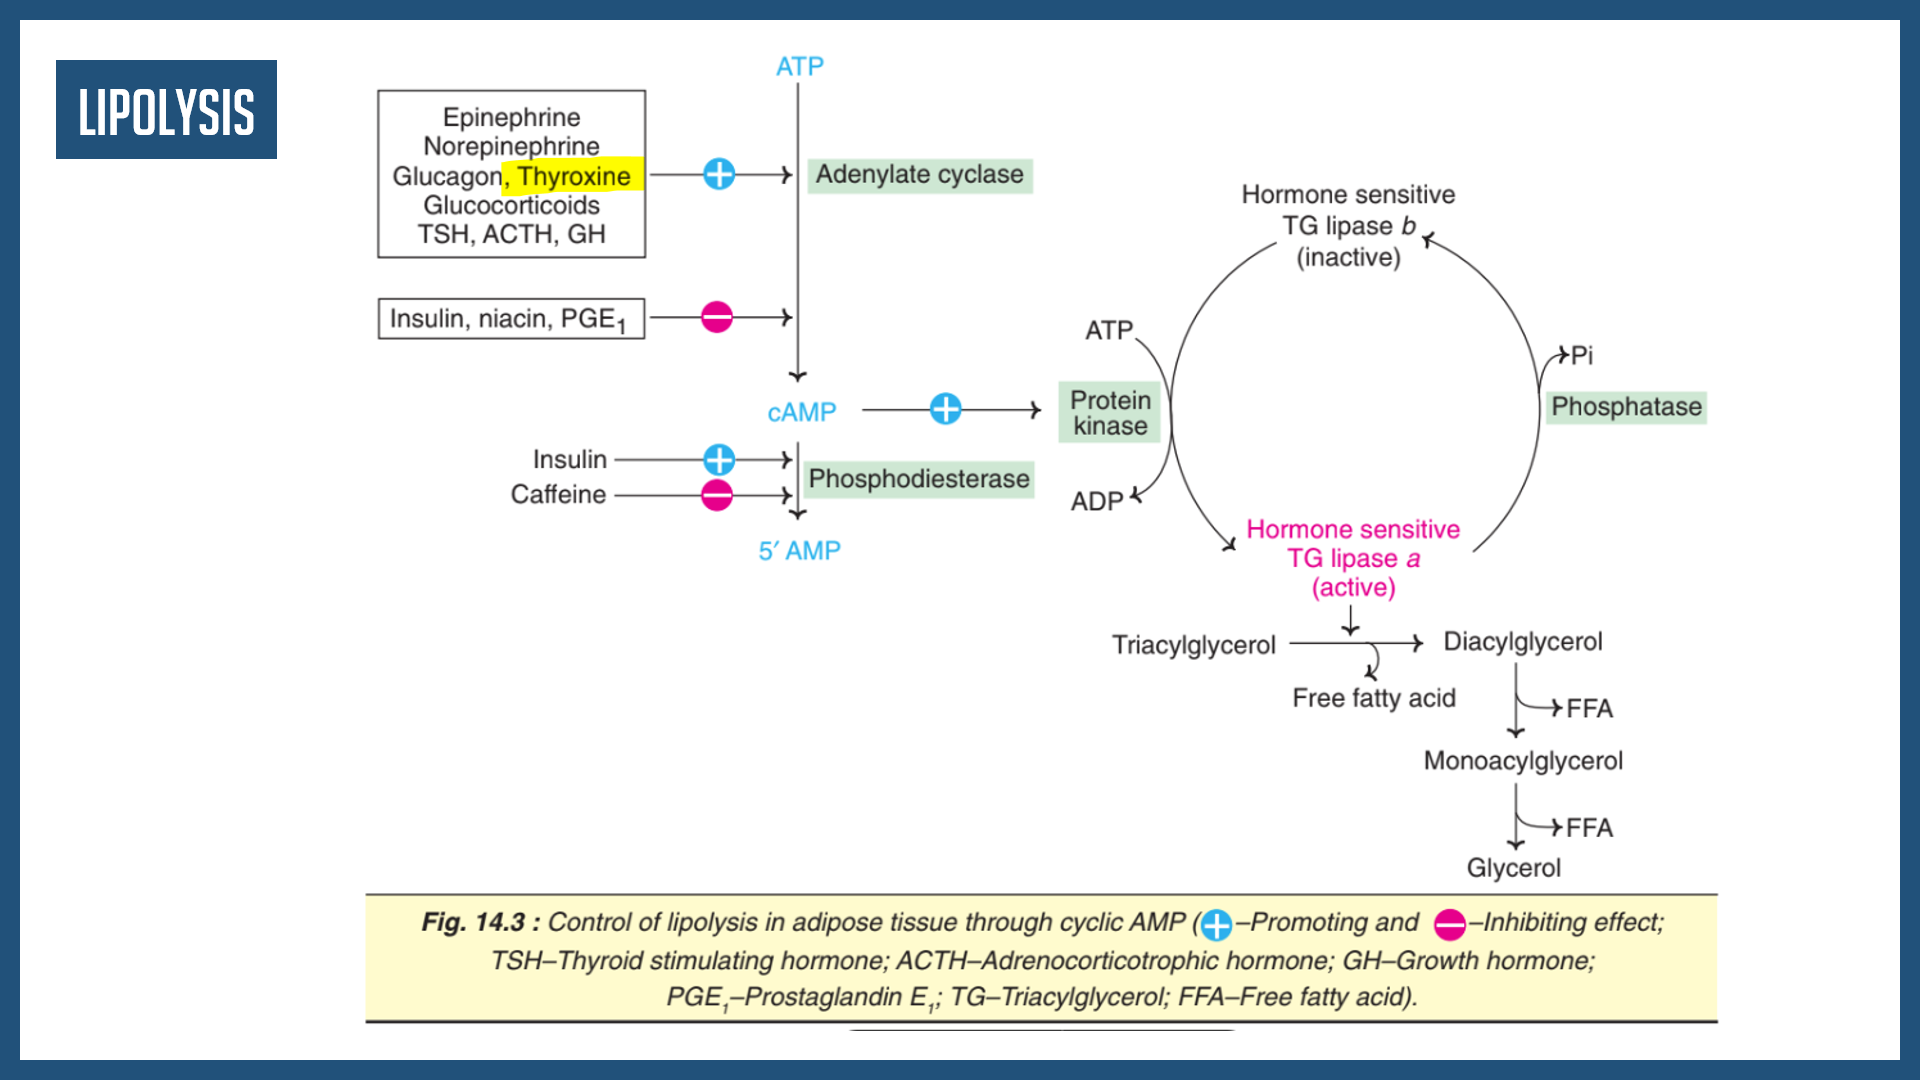 LIPOLYSIS
ATP
Epinephrine
Norepinephrine
Glucagon, Thyroxine
Glucocorticoids
TSH, ACTH, GH
Adenylate cyclase
Insulin, niacin, PGE1
cAMP
Insulin
Caffeine
Phosphodiesterase
5′ AMP
Hormone sensitive
TG lipase b
(inactive)
ATP
Protein
kinase
ADP
Pi
Phosphatase
Hormone sensitive
TG lipase a
(active)
Triacylglycerol
Diacylglycerol
Free fatty acid
FFA
Monoacylglycerol
FFA
Glycerol
Fig. 14.3 : Control of lipolysis in adipose tissue through cyclic AMP (+–Promoting and −–Inhibiting effect;
TSH–Thyroid stimulating hormone; ACTH–Adrenocorticotrophic hormone; GH–Growth hormone;
PGE1–Prostaglandin E1; TG–Triacylglycerol; FFA–Free fatty acid).